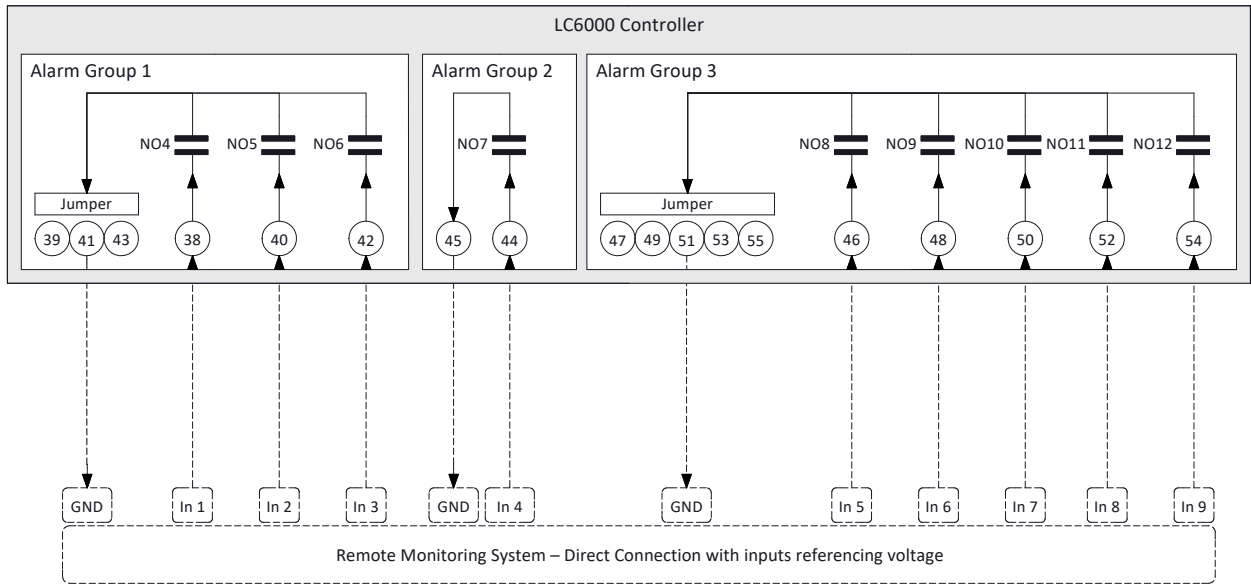 LC6000 Controller
Alarm Group 1
Alarm Group 2
Alarm Group 3
NO4
NO5
NO6
NO7
NO8
NO9
NO10
NO11
NO12
Jumper
Jumper
39
41
43
38
40
42
45
44
47
49
51
53
55
46
48
50
52
54
GND
In 1
In 2
In 3
GND
In 4
GND
In 5
In 6
In 7
In 8
In 9
Remote Monitoring System – Direct Connection with inputs referencing voltage